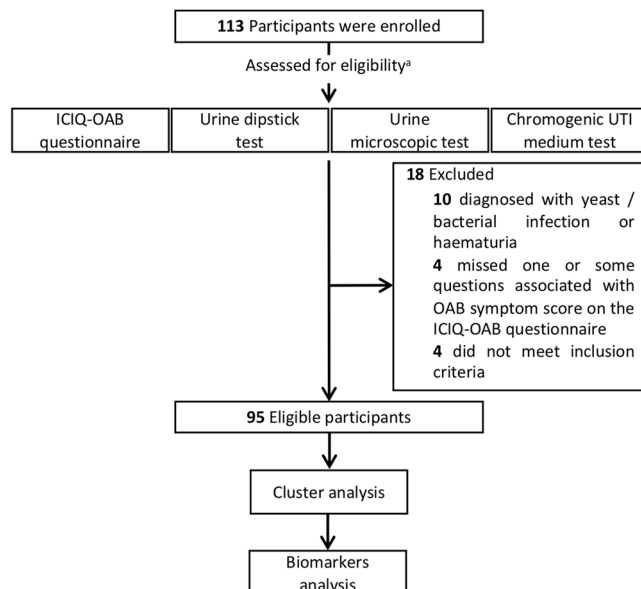 113 Participants were enrolled
Assessed for eligibilityᵃ
ICIQ-OAB
questionnaire
Urine dipstick
test
Urine
microscopic test
Chromogenic UTI
medium test
18 Excluded
10 diagnosed with yeast /
bacterial infection or
haematuria
4 missed one or some
questions associated with
OAB symptom score on the
ICIQ-OAB questionnaire
4 did not meet inclusion
criteria
95 Eligible participants
Cluster analysis
Biomarkers
analysis